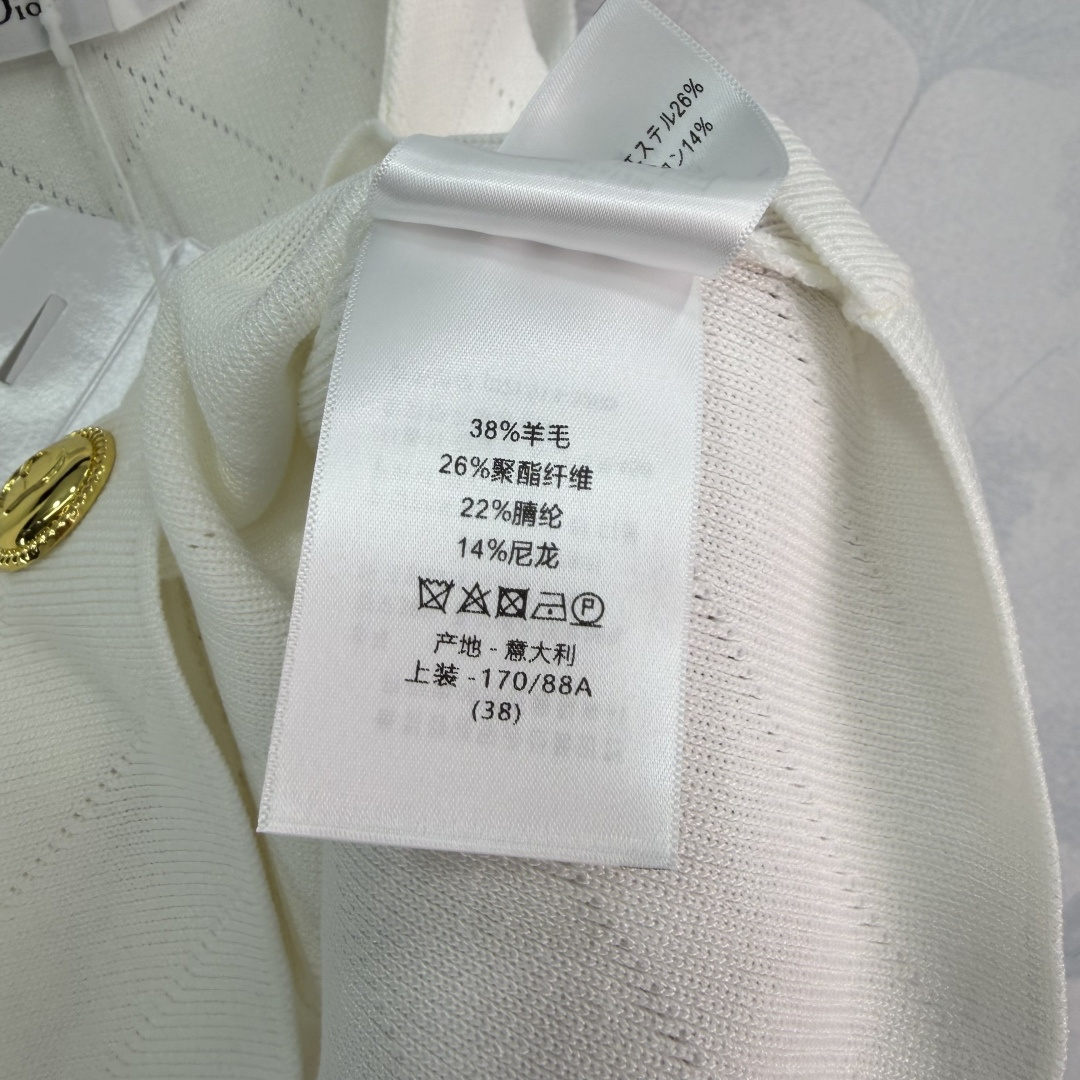 エステル26%
ン14%
38%羊毛
26%聚酯纤维
22%腈纶
14%尼龙
P
产地 - 意大利
上装 -170/88A
(38)